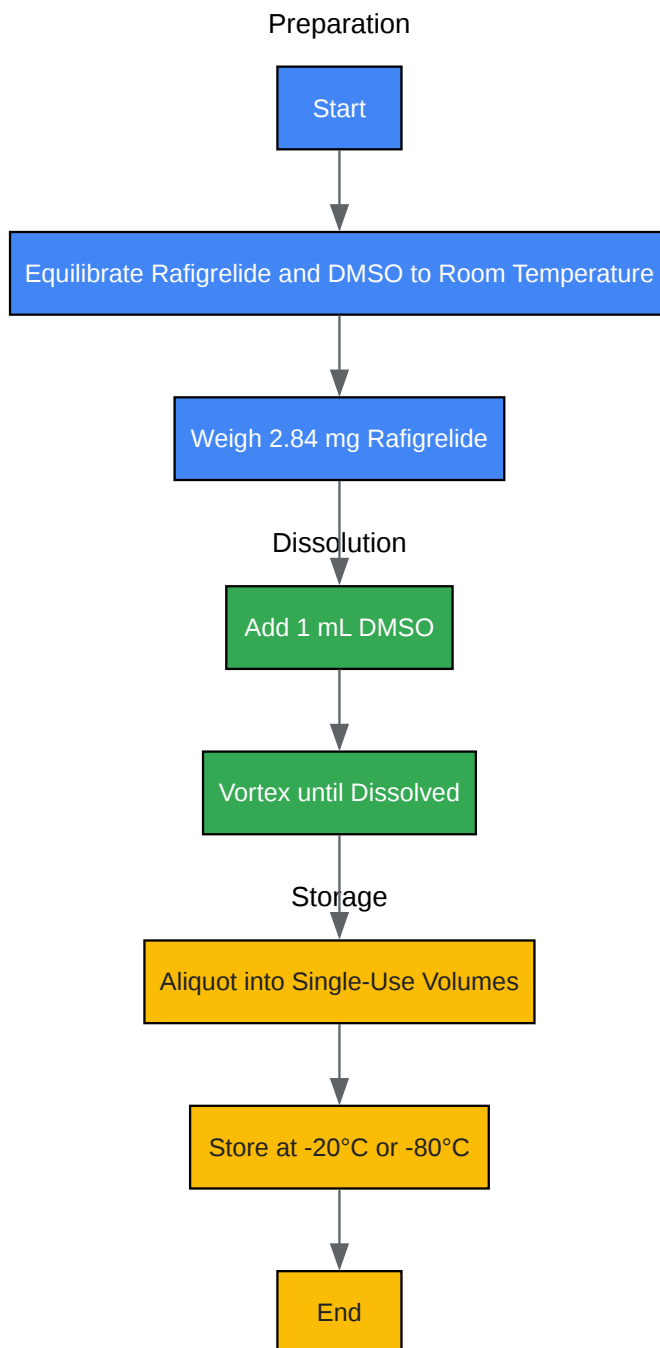 Preparation
Start
Equilibrate Rafigrelide and DMSO to Room Temperature
Weigh 2.84 mg Rafigrelide
Dissolution
Add 1 mL DMSO
Vortex until Dissolved
Storage
Aliquot into Single-Use Volumes
Store at -20°C or -80°C
End